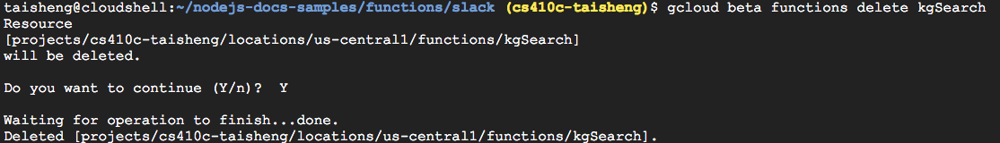 taisheng@cloudshell:~/nodejs-docs-samples/functions/slack (cs410c-taisheng)$ gcloud beta functions delete kgSearch
Resource
[projects/cs410c-taisheng/locations/us-central1/functions/kgSearch]
will be deleted.
Do you want to continue (Y/n)?  Y
Waiting for operation to finish...done.
Deleted [projects/cs410c-taisheng/locations/us-central1/functions/kgSearch].